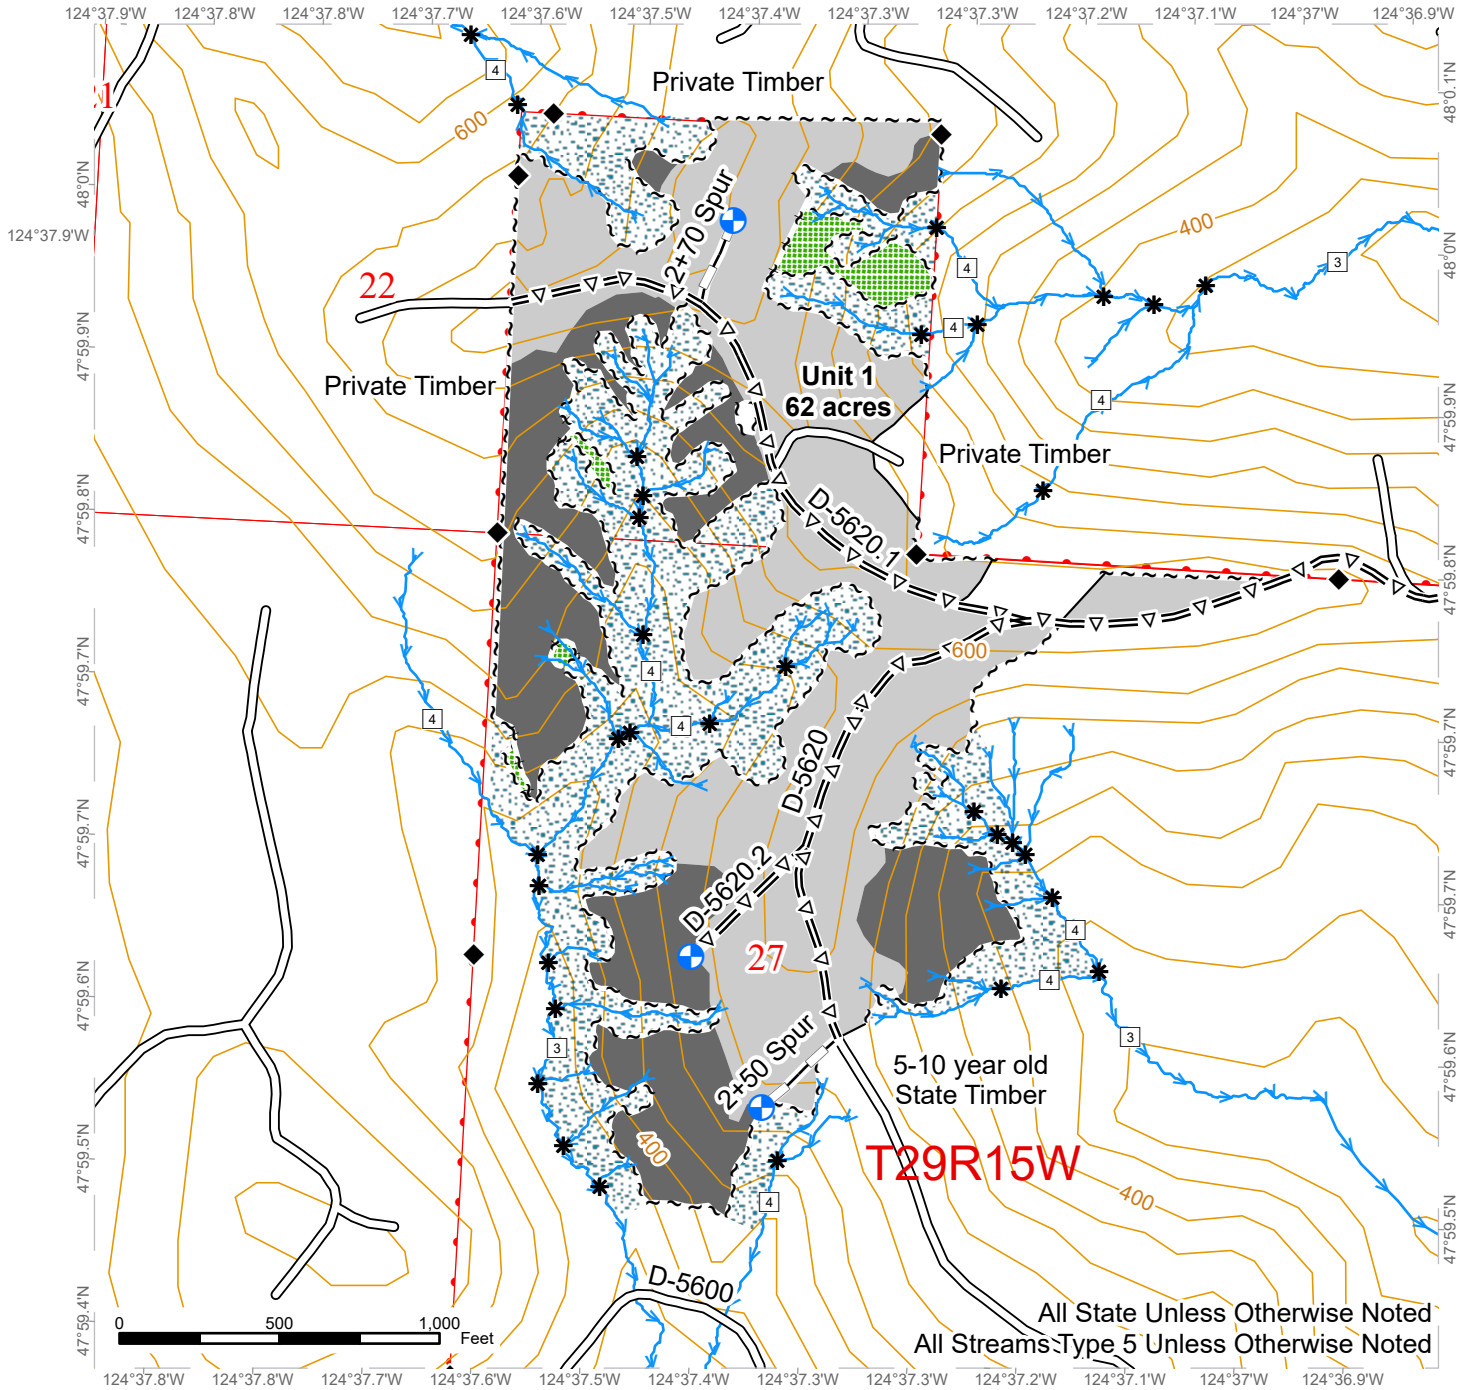 124°37.9'W 124°37.8'W 124°37.8'W 124°37.7'W 124°37.6'W 124°37.5'W 124°37.4'W 124°37.3'W 124°37.3'W 124°37.2'W 124°37.1'W 124°37'W 124°36.9'W
48°0.1'N
48°0'N
48°0'N
124°37.9'W
47°59.9'N
47°59.9'N
47°59.8'N
47°59.8'N
47°59.7'N
47°59.7'N
47°59.7'N
47°59.7'N
47°59.6'N
47°59.6'N
47°59.5'N
47°59.5'N
47°59.4'N
4
Private Timber
21
600
2+70 Spur
400
4
3
22
4
Private Timber
Unit 1
62 acres
4
Private Timber
D-5620.1
600
4
4
4
D-5620
D-5620.2
27
4
4
3
3
2+50 Spur
5-10 year old
State Timber
400
T29R15W
4
400
D-5600
0 500 1,000
Feet
All State Unless Otherwise Noted
All Streams Type 5 Unless Otherwise Noted
124°37.8'W 124°37.8'W 124°37.7'W 124°37.6'W 124°37.5'W 124°37.4'W 124°37.3'W 124°37.3'W 124°37.2'W 124°37.1'W 124°37'W 124°36.9'W